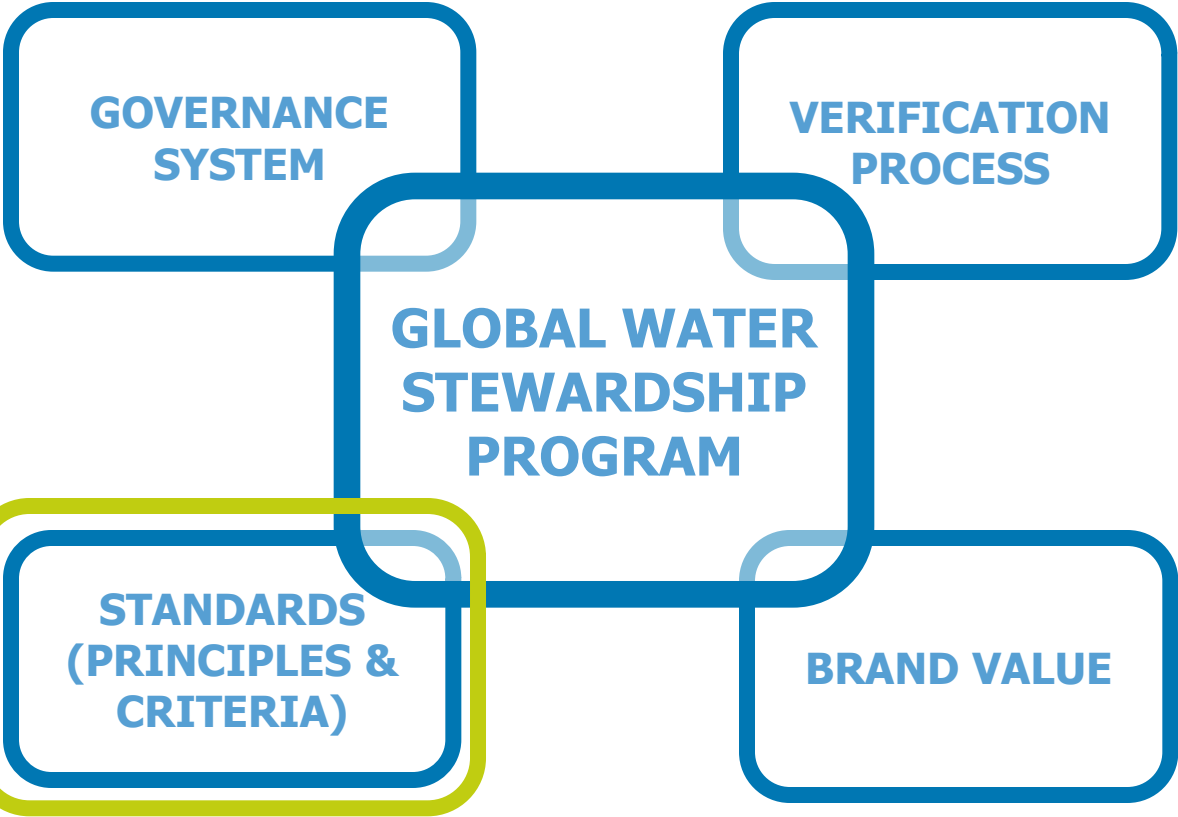 GOVERNANCE
SYSTEM
VERIFICATION
PROCESS
GLOBAL WATER
STEWARDSHIP
PROGRAM
STANDARDS
(PRINCIPLES &
CRITERIA)
BRAND VALUE